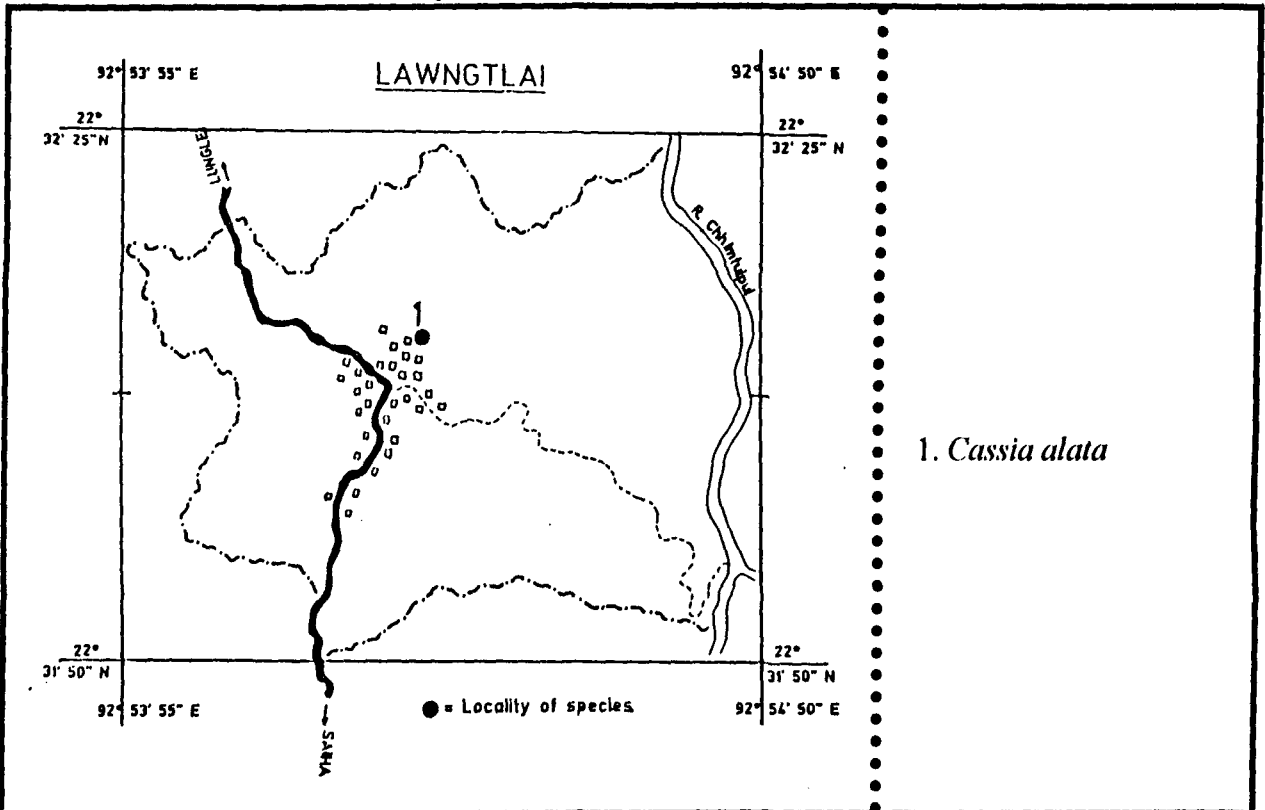 LAWNGTLAI
92° 53' 55" E
92° 54' 50" E
22°
32' 25" N
22°
32' 25" N
LUNGLEI
R. Chhimtuipui
1
1. Cassia alata
22°
31' 50" N
22°
31' 50" N
92° 53' 55" E
● = Locality of species.
92° 54' 50" E
SAIHA